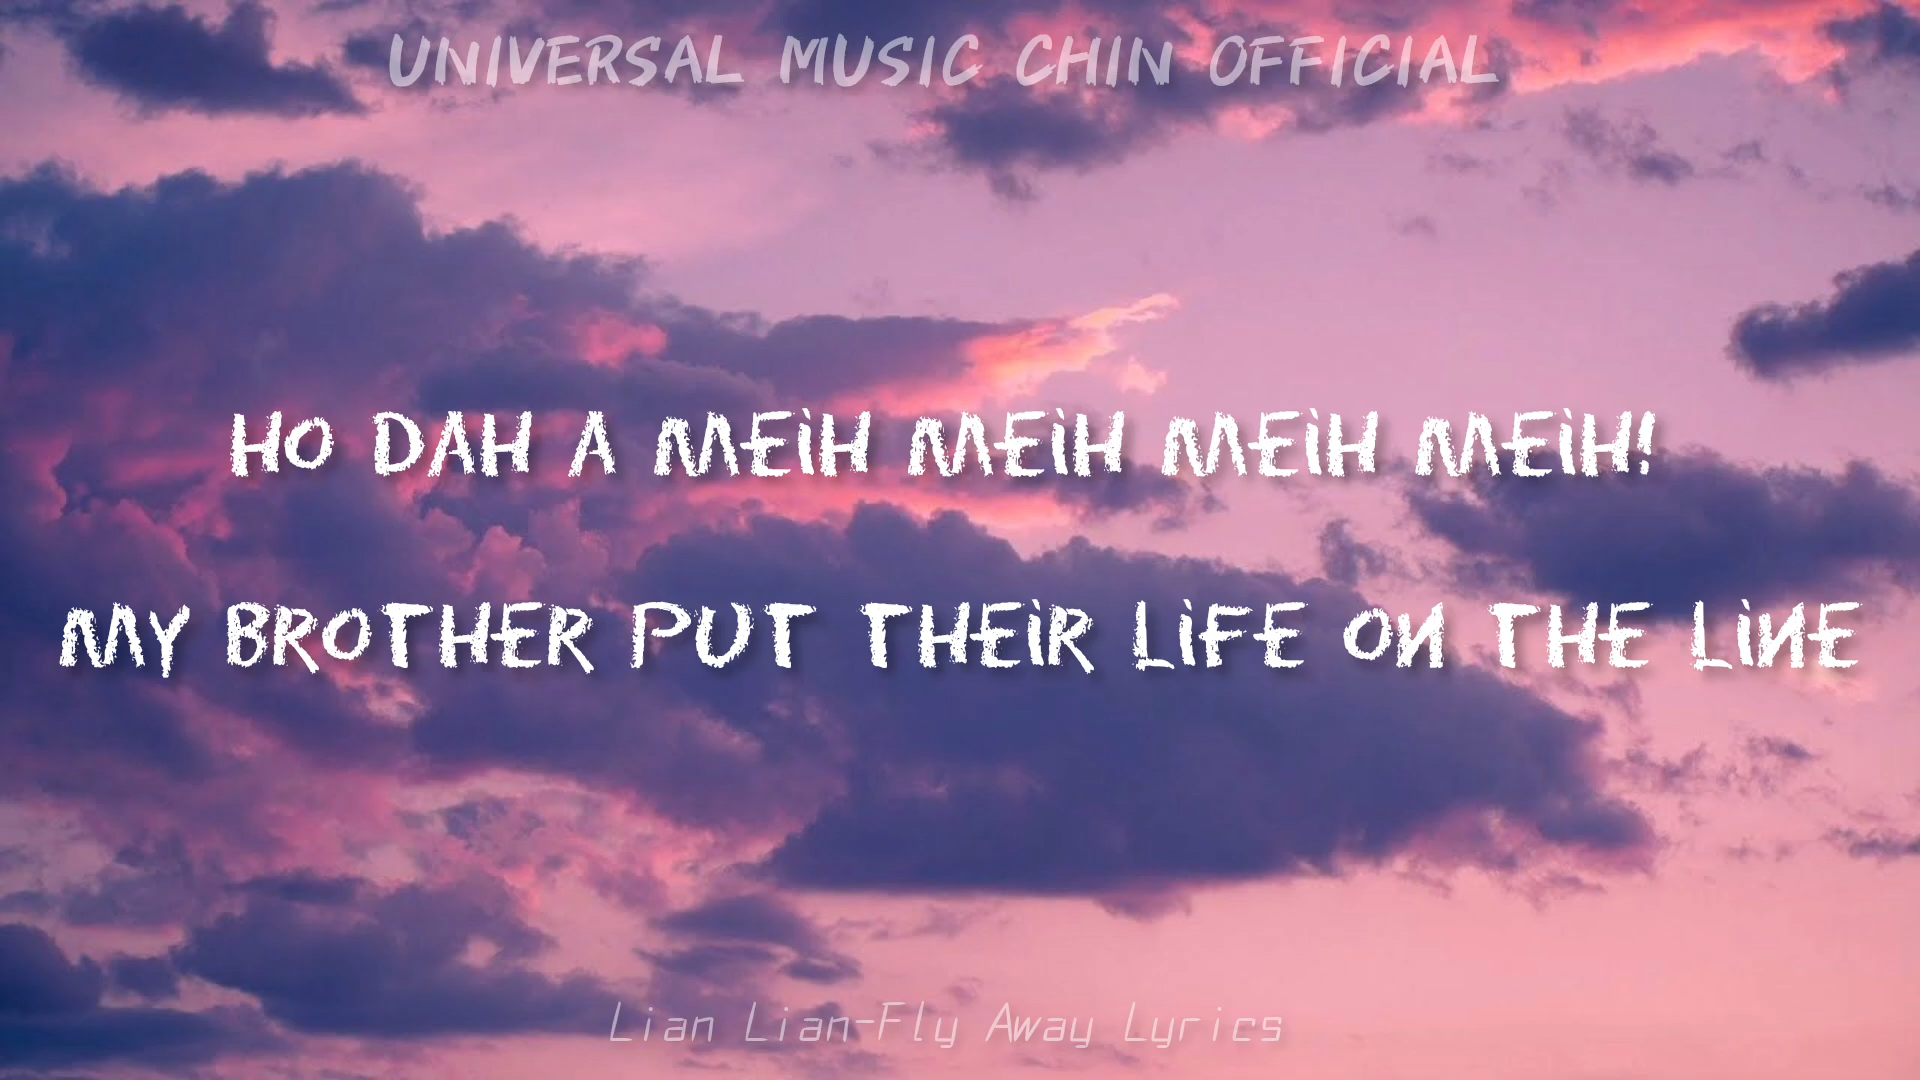 UNIVERSAL MUSIC CHIN OFFICIAL
HO DAH A MEiH MEiH MEiH MEiH!
MY BROTHER PUT THEiR LiFE ON THE LiNE
Lian Lian-Fly Away Lyrics